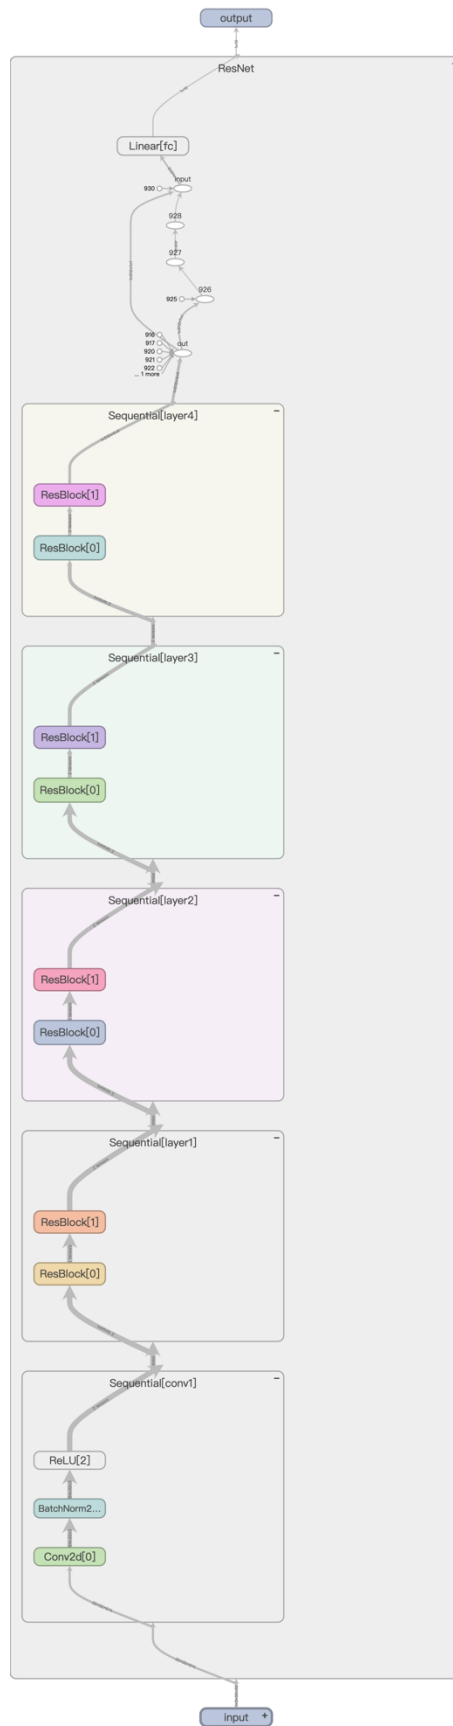 output
ResNet
Linear[fc]
input
930
928
927
926
925
916
917
out
920
921
922
... 1 more
Sequential[layer4]
ResBlock[1]
ResBlock[0]
Sequential[layer3]
ResBlock[1]
ResBlock[0]
Sequential[layer2]
ResBlock[1]
ResBlock[0]
Sequential[layer1]
ResBlock[1]
ResBlock[0]
Sequential[conv1]
ReLU[2]
BatchNorm2...
Conv2d[0]
input +